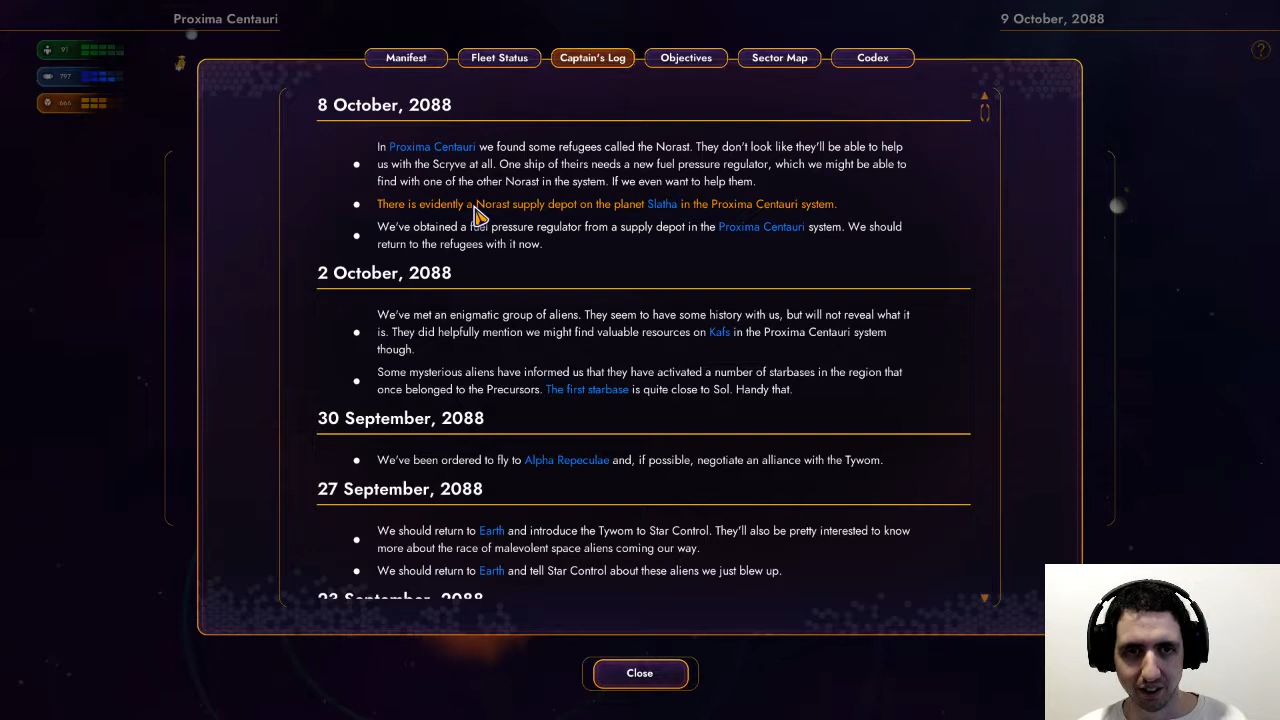 Proxima Centauri
9 October, 2088
91
797
666
?
Manifest
Fleet Status
Captain's Log
Objectives
Sector Map
Codex
8 October, 2088
In Proxima Centauri we found some refugees called the Norast. They don't look like they'll be able to help
us with the Scryve at all. One ship of theirs needs a new fuel pressure regulator, which we might be able to
find with one of the other Norast in the system. If we even want to help them.
There is evidently a Norast supply depot on the planet Slatha in the Proxima Centauri system.
We've obtained a fuel pressure regulator from a supply depot in the Proxima Centauri system. We should
return to the refugees with it now.
2 October, 2088
We've met an enigmatic group of aliens. They seem to have some history with us, but will not reveal what it
is. They did helpfully mention we might find valuable resources on Kafs in the Proxima Centauri system
though.
Some mysterious aliens have informed us that they have activated a number of starbases in the region that
once belonged to the Precursors. The first starbase is quite close to Sol. Handy that.
30 September, 2088
We've been ordered to fly to Alpha Repeculae and, if possible, negotiate an alliance with the Tywom.
27 September, 2088
We should return to Earth and introduce the Tywom to Star Control. They'll also be pretty interested to know
more about the race of malevolent space aliens coming our way.
We should return to Earth and tell Star Control about these aliens we just blew up.
23 September, 2088
Close